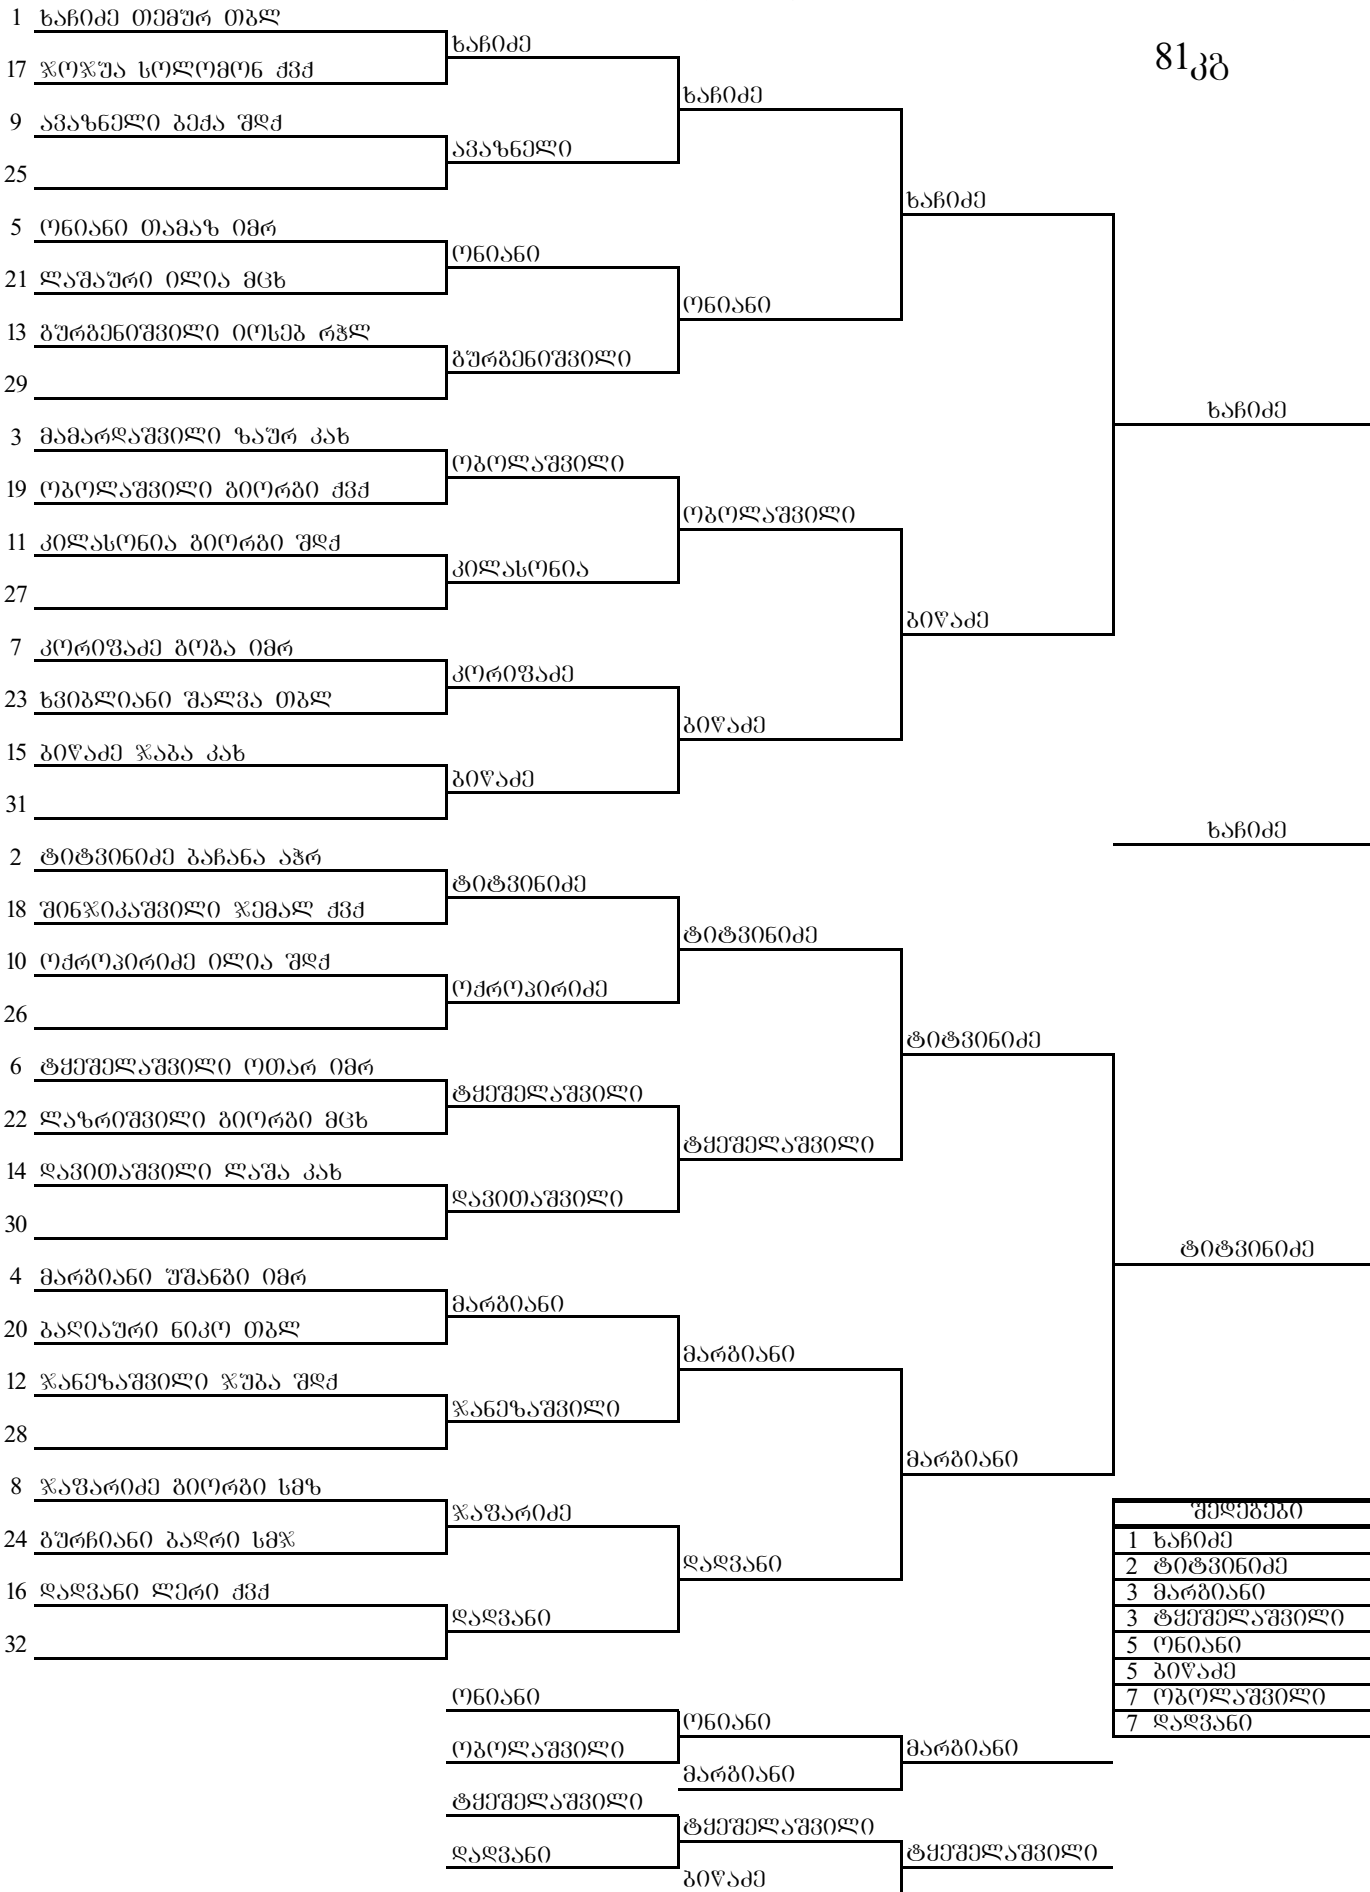 81კგ
1 ხაჩიძე თემურ თბლ
17 ჯოჯუა სოლომონ ქვქ
9 ავაზნელი ბექა შდქ
25
5 ონიანი თამაზ იმრ
21 ლაშაური ილია მცხ
13 გურგენიშვილი იოსებ რჭლ
29
3 მამარდაშვილი ზაურ კახ
19 ობოლაშვილი გიორგი ქვქ
11 კილასონია გიორგი შდქ
27
7 კორიფაძე გოგა იმრ
23 ხვიბლიანი შალვა თბლ
15 ბიწაძე ჯაბა კახ
31
2 ტიტვინიძე ბაჩანა აჭრ
18 შინჯიკაშვილი ჯემალ ქვქ
10 ოქროპირიძე ილია შდქ
26
6 ტყეშელაშვილი ოთარ იმრ
22 ლაზრიშვილი გიორგი მცხ
14 დავითაშვილი ლაშა კახ
30
4 მარგიანი უშანგი იმრ
20 ბაღიაური ნიკო თბლ
12 ჯანეზაშვილი ჯუბა შდქ
28
8 ჯაფარიძე გიორგი სმზ
24 გურჩიანი ბადრი სმჯ
16 დადვანი ლერი ქვქ
32
ხაჩიძე
ავაზნელი
ონიანი
გურგენიშვილი
ობოლაშვილი
კილასონია
კორიფაძე
ბიწაძე
ტიტვინიძე
ოქროპირიძე
ტყეშელაშვილი
დავითაშვილი
მარგიანი
ჯანეზაშვილი
ჯაფარიძე
დადვანი
ხაჩიძე
ონიანი
ობოლაშვილი
ბიწაძე
ტიტვინიძე
ტყეშელაშვილი
მარგიანი
დადვანი
ხაჩიძე
ბიწაძე
ტიტვინიძე
მარგიანი
ხაჩიძე
ხაჩიძე
ტიტვინიძე
შედეგები
1 ხაჩიძე
2 ტიტვინიძე
3 მარგიანი
3 ტყეშელაშვილი
5 ონიანი
5 ბიწაძე
7 ობოლაშვილი
7 დადვანი
ონიანი
ობოლაშვილი
ტყეშელაშვილი
დადვანი
ონიანი
მარგიანი
ტყეშელაშვილი
ბიწაძე
მარგიანი
ტყეშელაშვილი